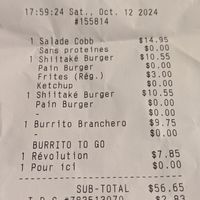 17:59:24 Sat., Oct. 12 2024
#155814
1 Salade Cobb $14.95
Sans proteines $0.00
1 Shiitaké Burger $10.55
Pain Burger $0.00
Frites (Rég.) $3.00
Ketchup $0.00
1 Shiitaké Burger $10.55
Pain Burger $0.00
- $0.00
1 Burrito Branchero $9.75
- $0.00
BURRITO TO GO
1 Révolution $7.85
1 Pour ici $0.00
SUB-TOTAL $56.65